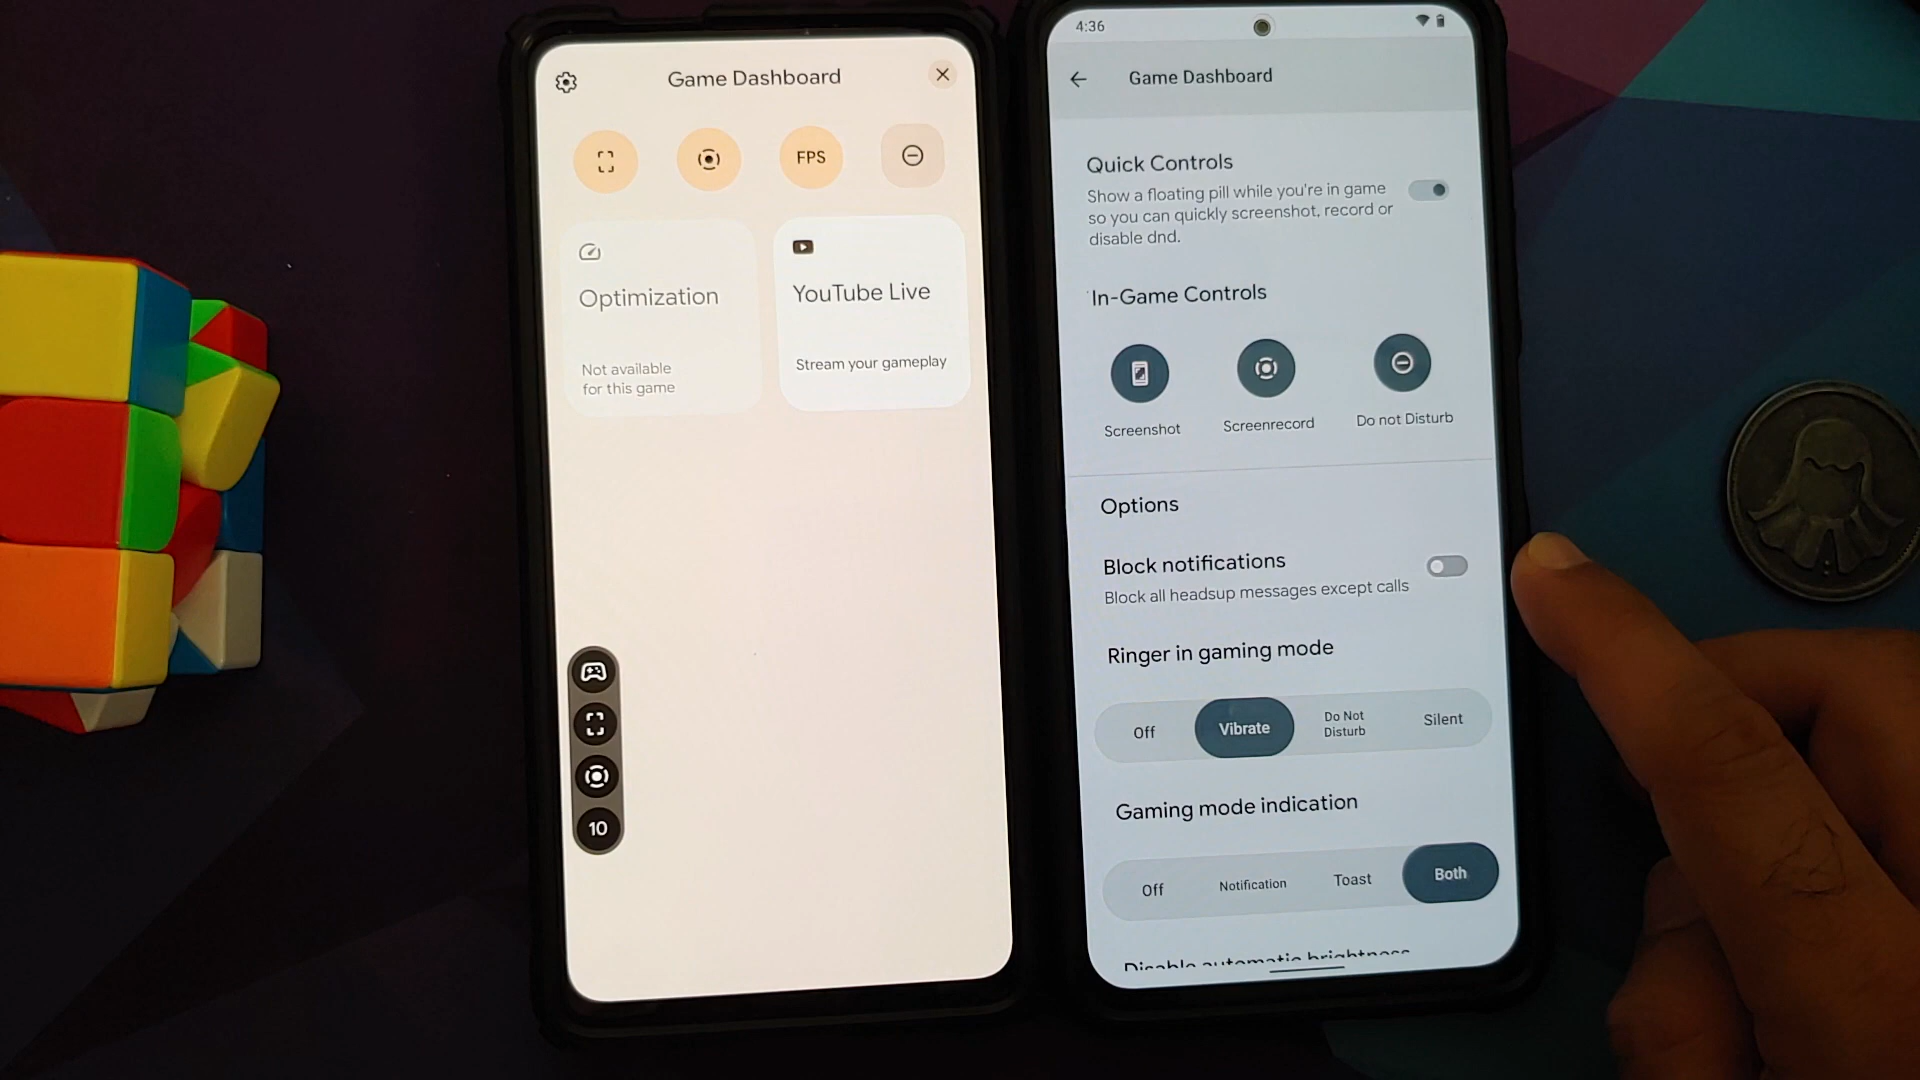 Game Dashboard
FPS
Optimization
Not available
for this game
YouTube Live
Stream your gameplay
10
4:36
Game Dashboard
Quick Controls
Show a floating pill while you're in game
so you can quickly screenshot, record or
disable dnd.
In-Game Controls
Screenshot
Screenrecord
Do not Disturb
Options
Block notifications
Block all headsup messages except calls
Ringer in gaming mode
Off
Vibrate
Do Not
Disturb
Silent
Gaming mode indication
Off
Notification
Toast
Both
Disable automatic brightness